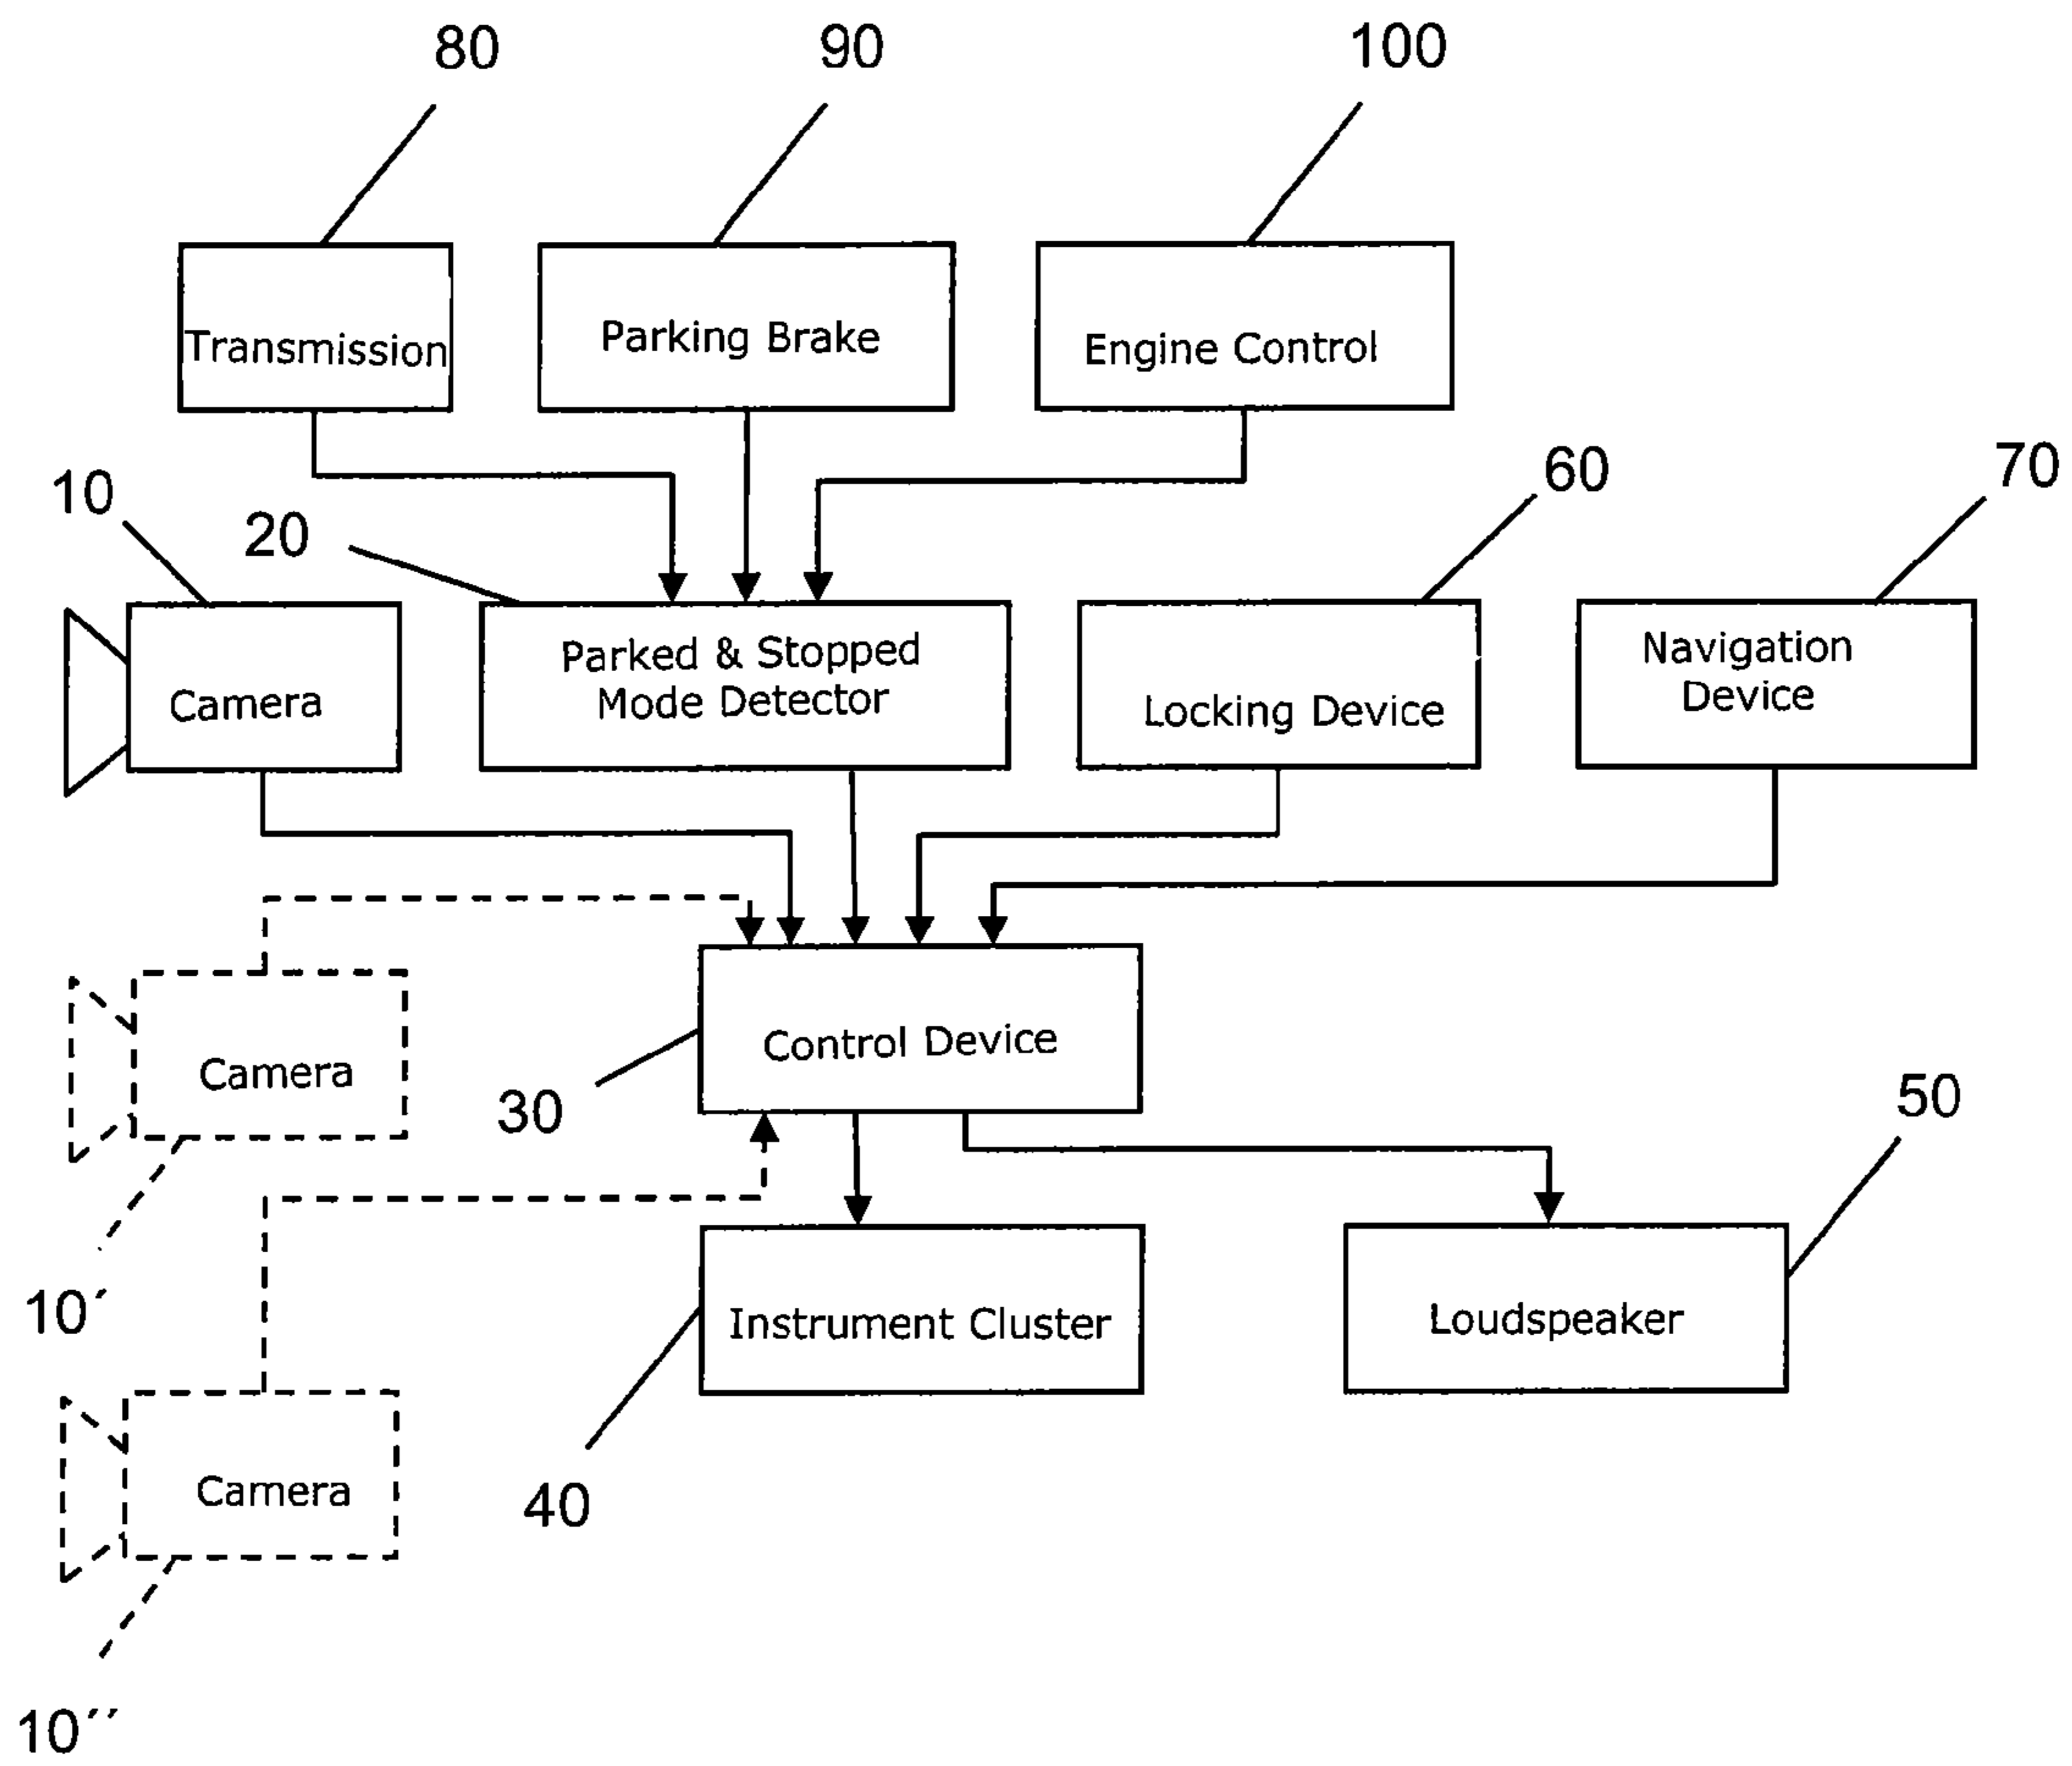 80
90
100
Transmission
Parking Brake
Engine Control
10
20
60
70
Camera
Parked & Stopped
Mode Detector
Locking Device
Navigation
Device
Camera
Control Device
30
50
10´
Instrument Cluster
Loudspeaker
Camera
40
10´´